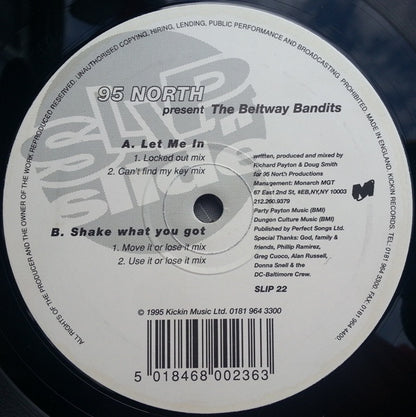 ALL RIGHTS OF THE PRODUCER AND THE OWNER OF THE WORK REPRODUCED RESERVED. UNAUTHORISED COPYING, HIRING, LENDING, PUBLIC PERFORMANCE AND BROADCASTING PROHIBITED. MADE IN ENGLAND, KICKIN RECORDS. TEL: 0181 964 3300. FAX: 0181 964 4400.
SLIP 'n' Slide
95 NORTH
present The Beltway Bandits
A. Let Me In
1. Locked out mix
2. Can't find my key mix
B. Shake what you got
1. Move it or lose it mix
2. Use it or lose it mix
written, produced and mixed by
Richard Payton & Doug Smith
for 95 North Productions
Management: Monarch MGT
67 East 2nd St, #EB,NY,NY 10003
212.260.9379
Party Payton Music (BMI)
Dungen Culture Music (BMI)
Published by Perfect Songs Ltd.
Special Thanks: God, family &
friends, Phillip Ramirez,
Greg Cuoco, Alan Russell,
Donna Snell & the
DC-Baltimore Crew.
SLIP 22
℗ © 1995 Kickin Music Ltd. 0181 964 3300
5 018468 002363